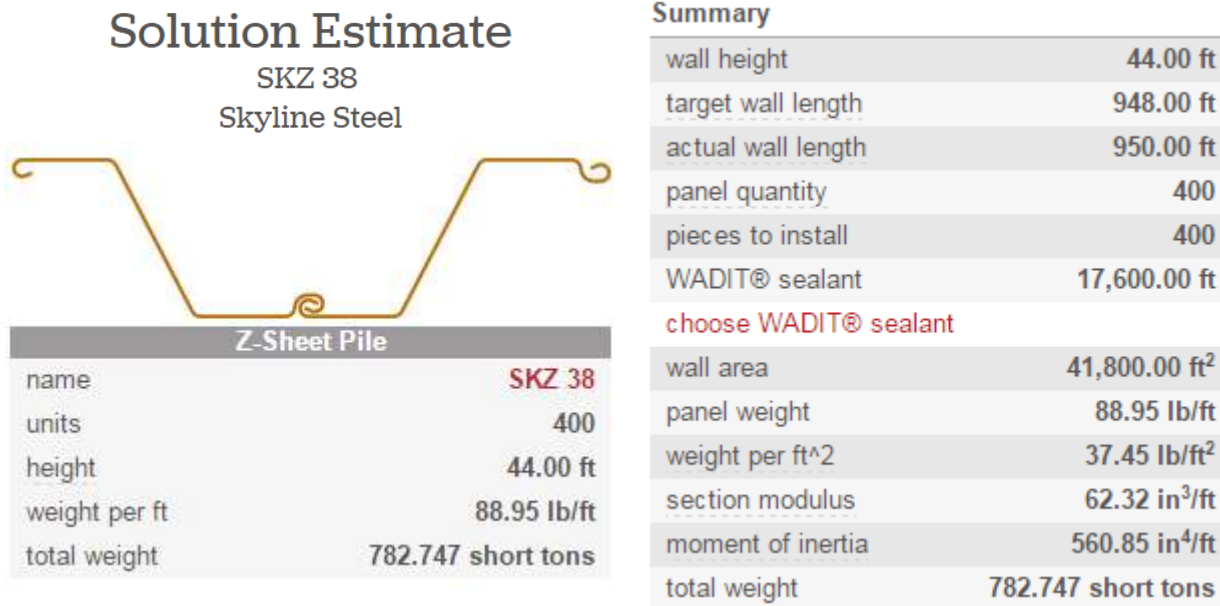 Solution Estimate
SKZ 38
Skyline Steel
Z-Sheet Pile
name SKZ 38
units 400
height 44.00 ft
weight per ft 88.95 lb/ft
total weight 782.747 short tons
Summary
wall height 44.00 ft
target wall length 948.00 ft
actual wall length 950.00 ft
panel quantity 400
pieces to install 400
WADIT® sealant 17,600.00 ft
choose WADIT® sealant
wall area 41,800.00 ft²
panel weight 88.95 lb/ft
weight per ft^2 37.45 lb/ft²
section modulus 62.32 in³/ft
moment of inertia 560.85 in⁴/ft
total weight 782.747 short tons